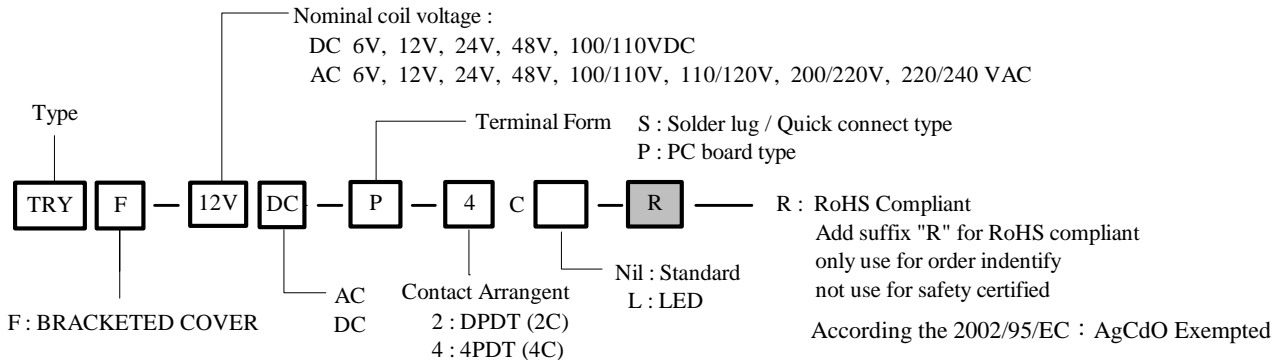 Nominal coil voltage :
DC 6V, 12V, 24V, 48V, 100/110VDC
AC 6V, 12V, 24V, 48V, 100/110V, 110/120V, 200/220V, 220/240 VAC
Type
Terminal Form S : Solder lug / Quick connect type
P : PC board type
TRY F — 12V DC — P — 4 C — R — R : RoHS Compliant
Add suffix "R" for RoHS compliant
only use for order indentify
not use for safety certified
According the 2002/95/EC : AgCdO Exempted
Nil : Standard
L : LED
Contact Arrangent
2 : DPDT (2C)
4 : 4PDT (4C)
AC
DC
F : BRACKETED COVER